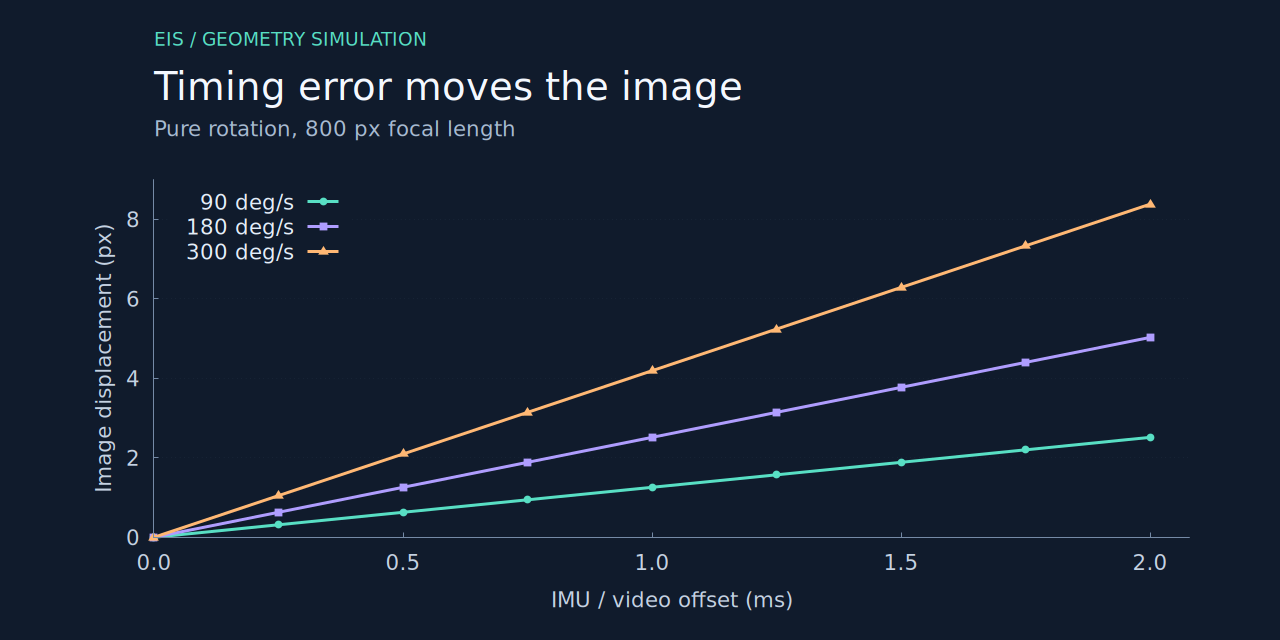 EIS / GEOMETRY SIMULATION
Timing error moves the image
Pure rotation, 800 px focal length
90 deg/s
180 deg/s
300 deg/s
Image displacement (px)
8
6
4
2
0
0.0 0.5 1.0 1.5 2.0
IMU / video offset (ms)